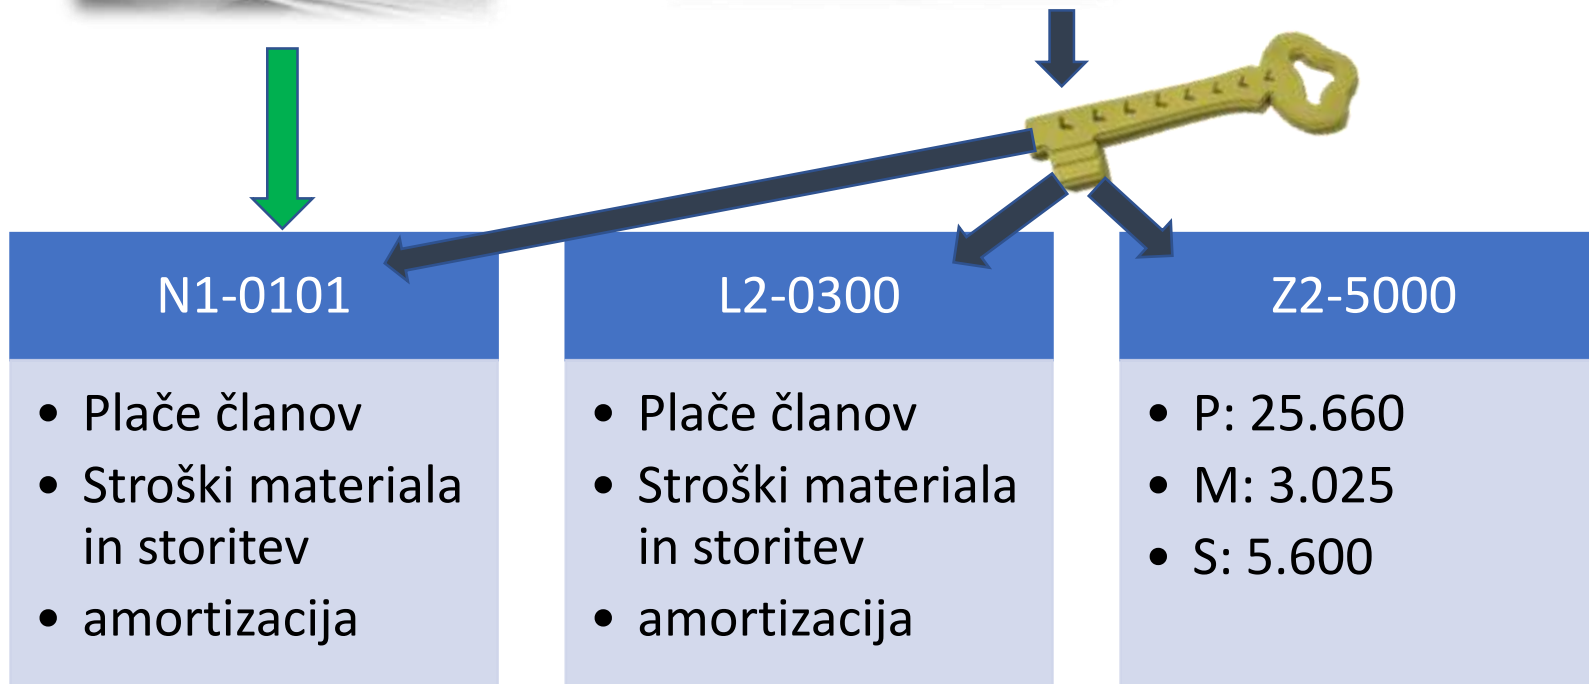 N1-0101
• Plače članov
• Stroški materiala
in storitev
• amortizacija
L2-0300
• Plače članov
• Stroški materiala
in storitev
• amortizacija
Z2-5000
• P: 25.660
• M: 3.025
• S: 5.600